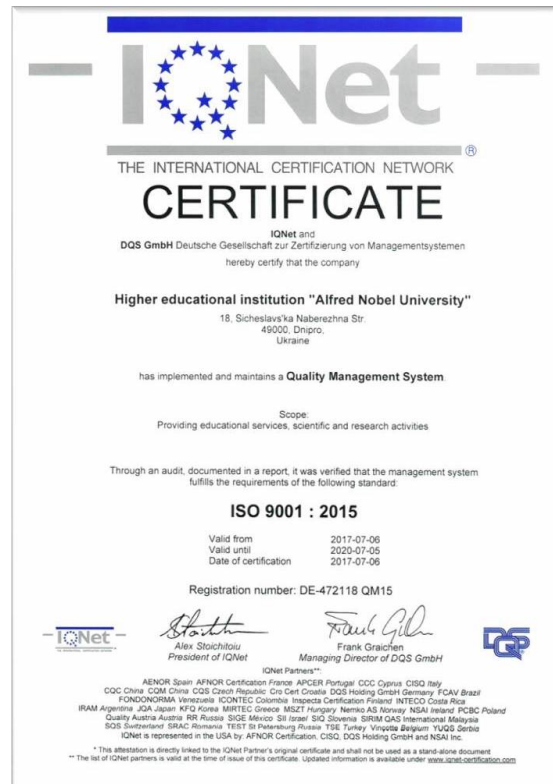 IQNet
®
THE INTERNATIONAL CERTIFICATION NETWORK
CERTIFICATE
IQNet and
DQS GmbH Deutsche Gesellschaft zur Zertifizierung von Managementsystemen
hereby certify that the company
Higher educational institution "Alfred Nobel University"
18, Sicheslavs'ka Naberezhna Str.
49000, Dnipro,
Ukraine
has implemented and maintains a Quality Management System.
Scope:
Providing educational services, scientific and research activities
Through an audit, documented in a report, it was verified that the management system
fulfills the requirements of the following standard:
ISO 9001 : 2015
Valid from 2017-07-06
Valid until 2020-07-05
Date of certification 2017-07-06
Registration number: DE-472118 QM15
IQNet
Alex Stoichitoiu
President of IQNet
Frank Graichen
Managing Director of DQS GmbH
DQS
IQNet Partners**:
AENOR Spain AFNOR Certification France APCER Portugal CCC Cyprus CISQ Italy
CQC China CQM China CQS Czech Republic Cro Cert Croatia DQS Holding GmbH Germany FCAV Brazil
FONDONORMA Venezuela ICONTEC Colombia Inspecta Certification Finland INTECO Costa Rica
IRAM Argentina JQA Japan KFQ Korea MIRTEC Greece MSZT Hungary Nemko AS Norway NSAI Ireland PCBC Poland
Quality Austria Austria RR Russia SIGE México SII Israel SIQ Slovenia SIRIM QAS International Malaysia
SQS Switzerland SRAC Romania TEST St Petersburg Russia TSE Turkey Vinçotte Belgium YUQS Serbia
IQNet is represented in the USA by: AFNOR Certification, CISQ, DQS Holding GmbH and NSAI Inc.
* This attestation is directly linked to the IQNet Partner's original certificate and shall not be used as a stand-alone document
** The list of IQNet partners is valid at the time of issue of this certificate. Updated information is available under www.iqnet-certification.com